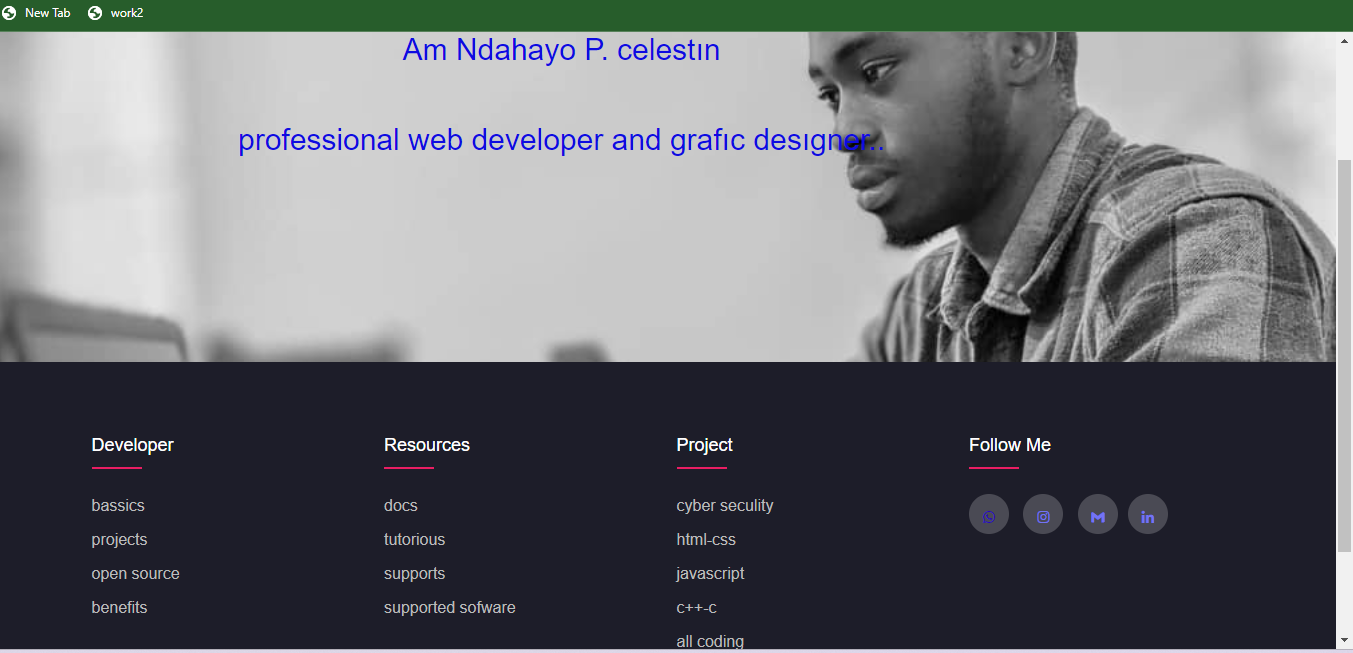 New Tab work2
Am Ndahayo P. celestın
professional web developer and grafıc desıgner..
Developer
bassics
projects
open source
benefits
Resources
docs
tutorious
supports
supported sofware
Project
cyber seculity
html-css
javascript
c++-c
all coding
Follow Me
in